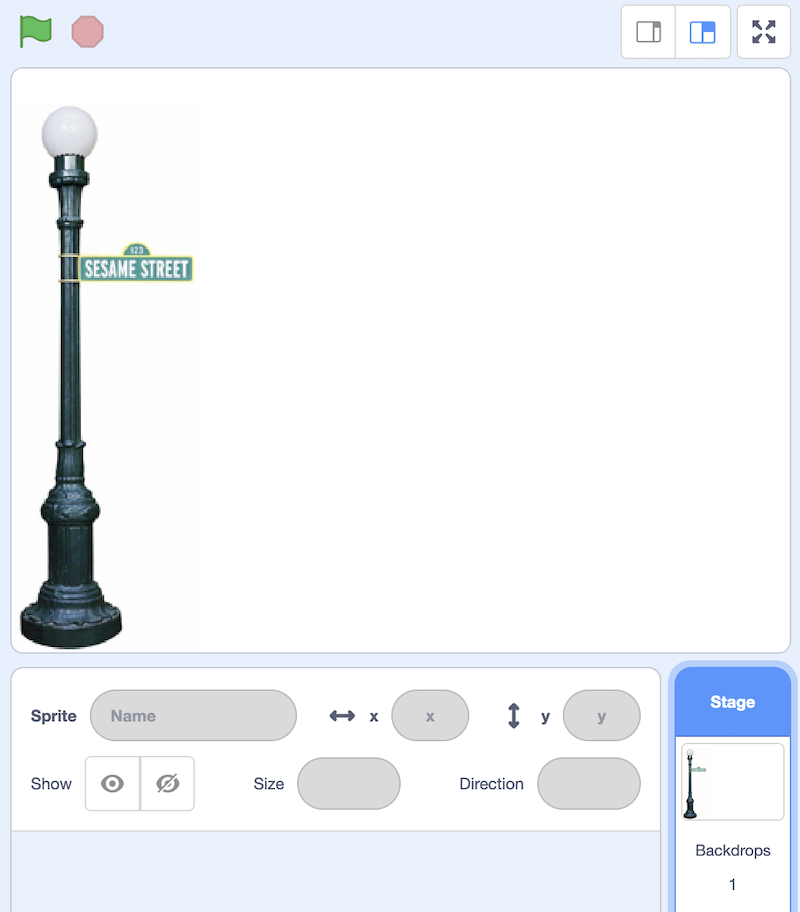 123
SESAME STREET
Sprite Name x x y y
Show Size Direction
Stage
Backdrops
1